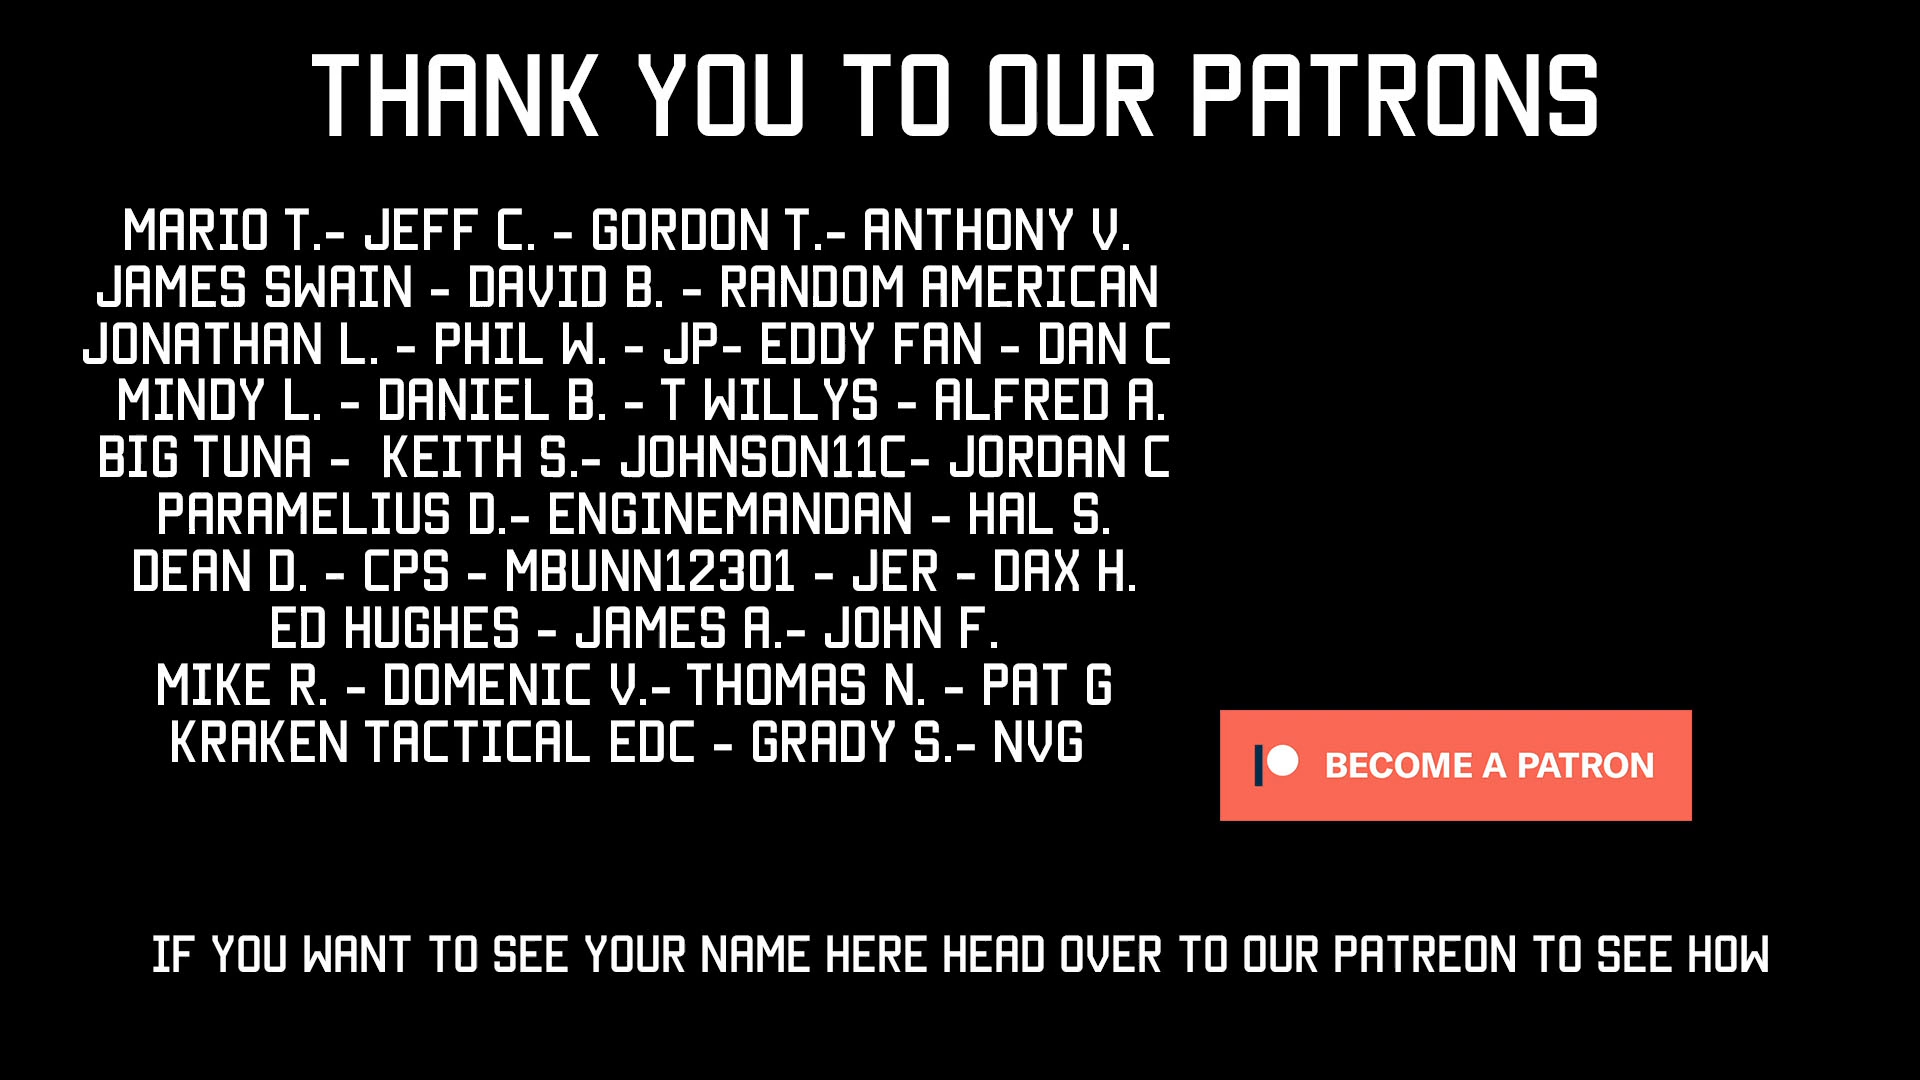 THANK YOU TO OUR PATRONS
MARIO T.- JEFF C. - GORDON T.- ANTHONY V.
JAMES SWAIN - DAVID B. - RANDOM AMERICAN
JONATHAN L. - PHIL W. - JP- EDDY FAN - DAN C
MINDY L. - DANIEL B. - T WILLYS - ALFRED A.
BIG TUNA -  KEITH S.- JOHNSON11C- JORDAN C
PARAMELIUS D.- ENGINEMANDAN - HAL S.
DEAN D. - CPS - MBUNN12301 - JER - DAX H.
ED HUGHES - JAMES A.- JOHN F.
MIKE R. - DOMENIC V.- THOMAS N. - PAT G
KRAKEN TACTICAL EDC - GRADY S.- NVG
BECOME A PATRON
IF YOU WANT TO SEE YOUR NAME HERE HEAD OVER TO OUR PATREON TO SEE HOW